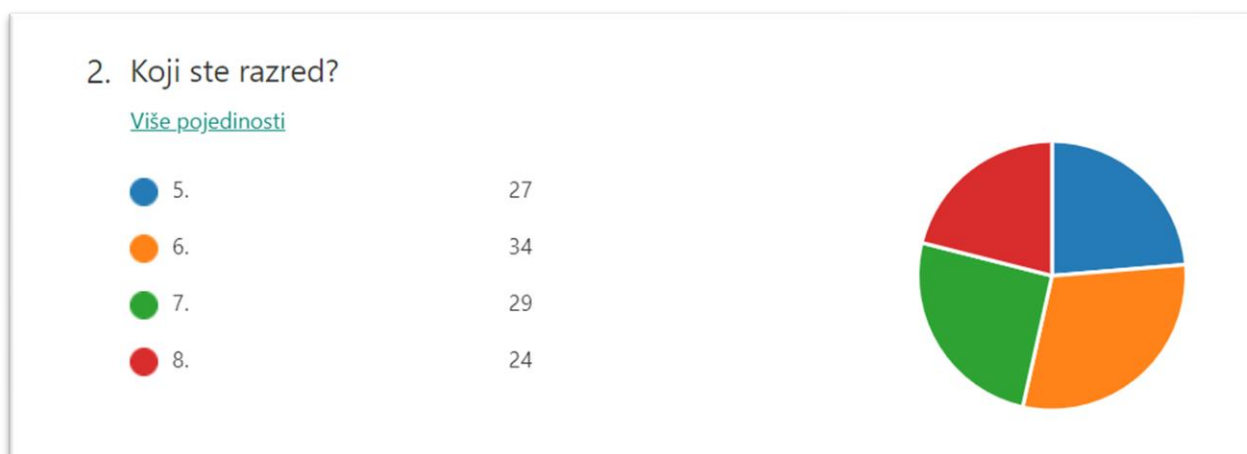 2. Koji ste razred?
Više pojedinosti
5. 27
6. 34
7. 29
8. 24